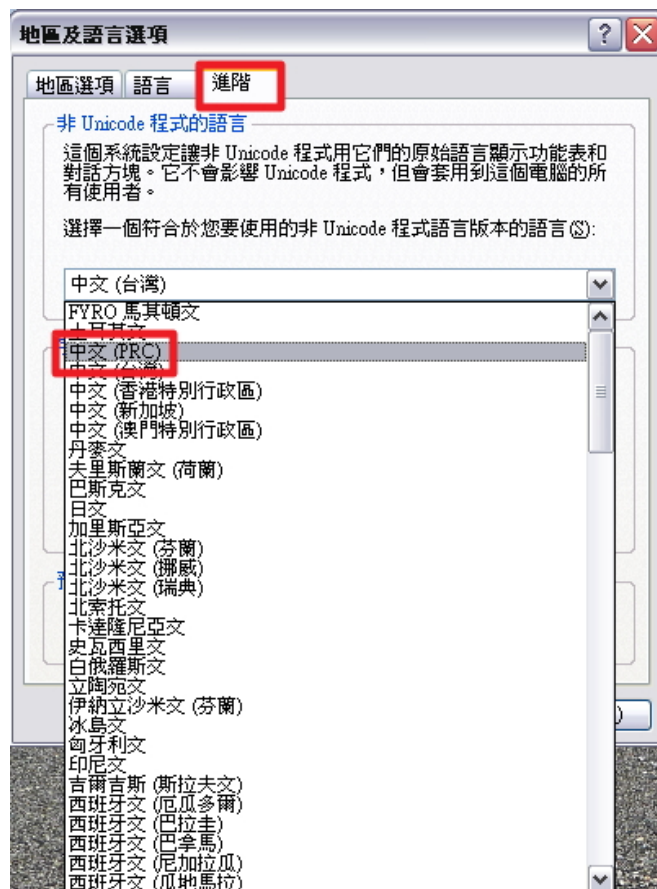 地區及語言選項
地區選項 語言 進階
非 Unicode 程式的語言
這個系統設定讓非 Unicode 程式用它們的原始語言顯示功能表和
對話方塊。它不會影響 Unicode 程式，但會套用到這個電腦的所
有使用者。
選擇一個符合於您要使用的非 Unicode 程式語言版本的語言(S):
中文 (台灣)
FYRO 馬其頓文
土耳其文
中文 (PRC)
中文 (台灣)
中文 (香港特別行政區)
中文 (新加坡)
中文 (澳門特別行政區)
丹麥文
夫里斯蘭文 (荷蘭)
巴斯克文
日文
加里斯亞文
北沙米文 (芬蘭)
北沙米文 (挪威)
北沙米文 (瑞典)
北索托文
卡達隆尼亞文
史瓦西里文
白俄羅斯文
立陶宛文
伊納立沙米文 (芬蘭)
冰島文
匈牙利文
印尼文
吉爾吉斯 (斯拉夫文)
西班牙文 (厄瓜多爾)
西班牙文 (巴拉圭)
西班牙文 (巴拿馬)
西班牙文 (尼加拉瓜)
西班牙文 (瓜地馬拉)